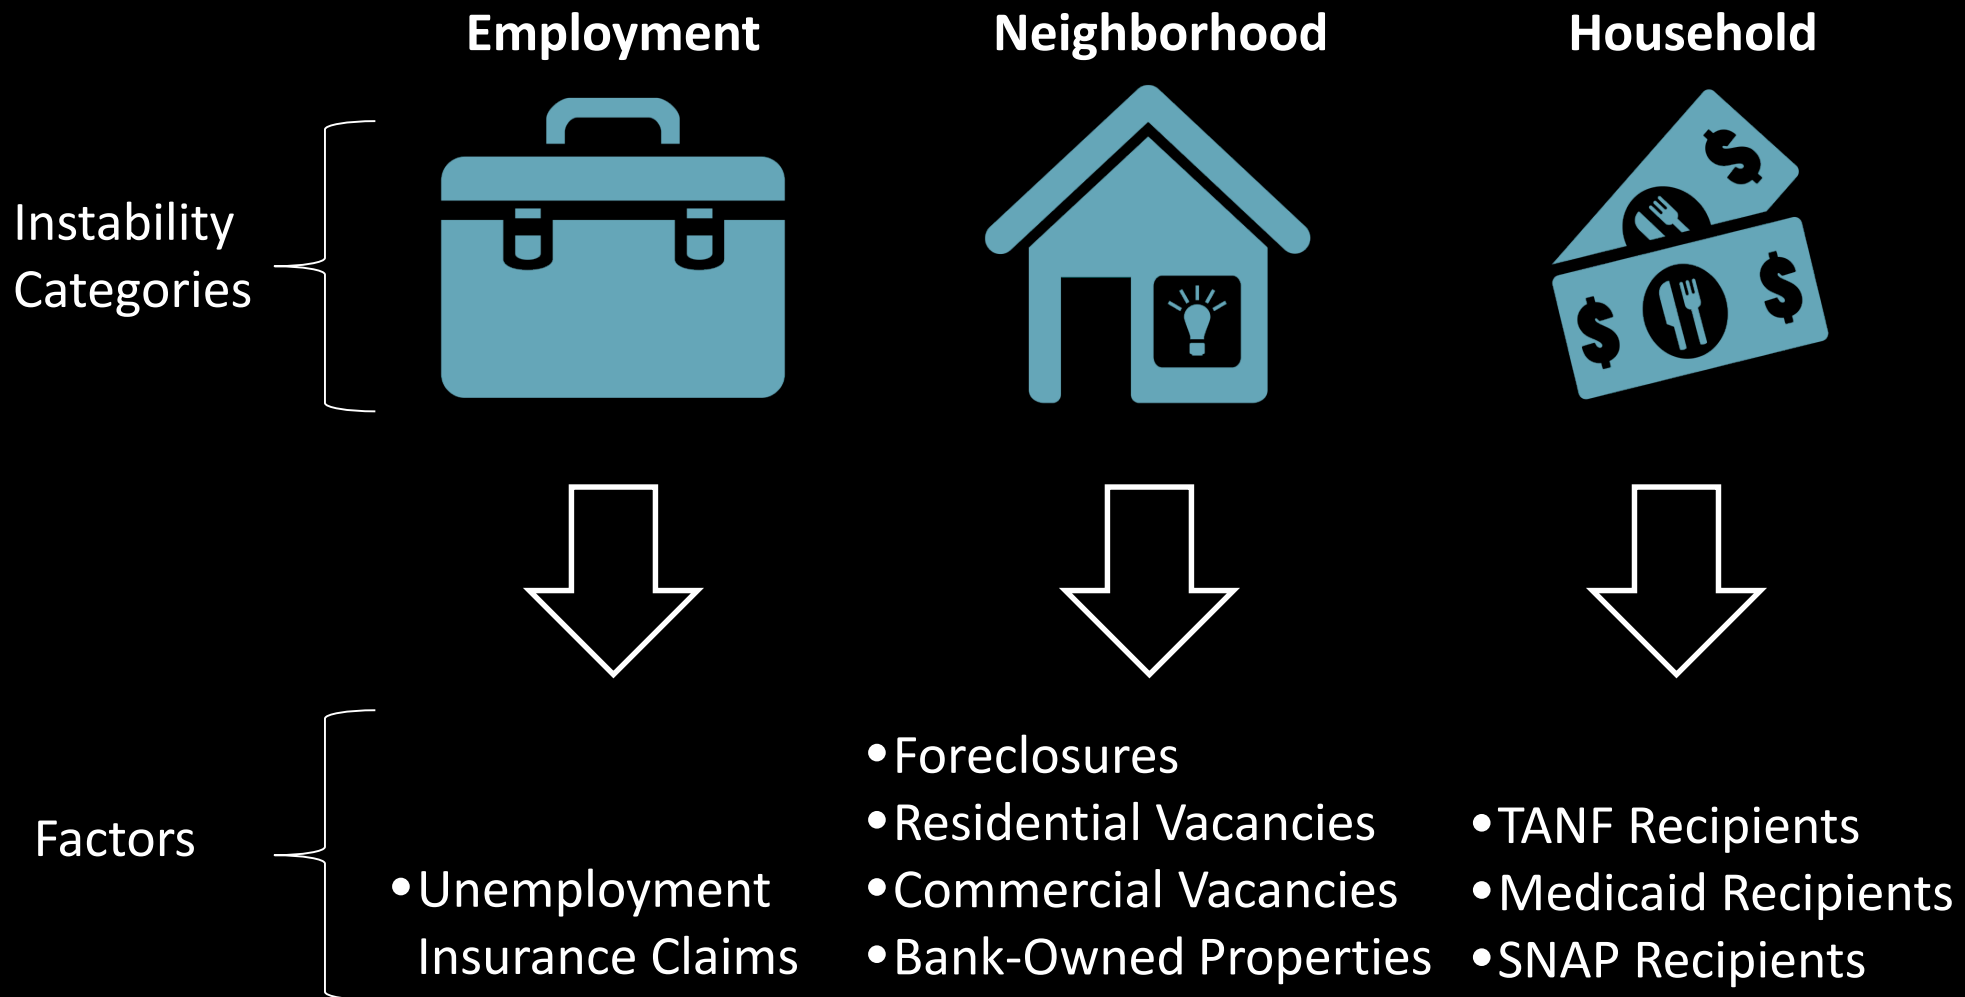 Employment
Neighborhood
Household
Instability
Categories
$
$
$
Factors
•Unemployment
Insurance Claims
•Foreclosures
•Residential Vacancies
•Commercial Vacancies
•Bank-Owned Properties
•TANF Recipients
•Medicaid Recipients
•SNAP Recipients